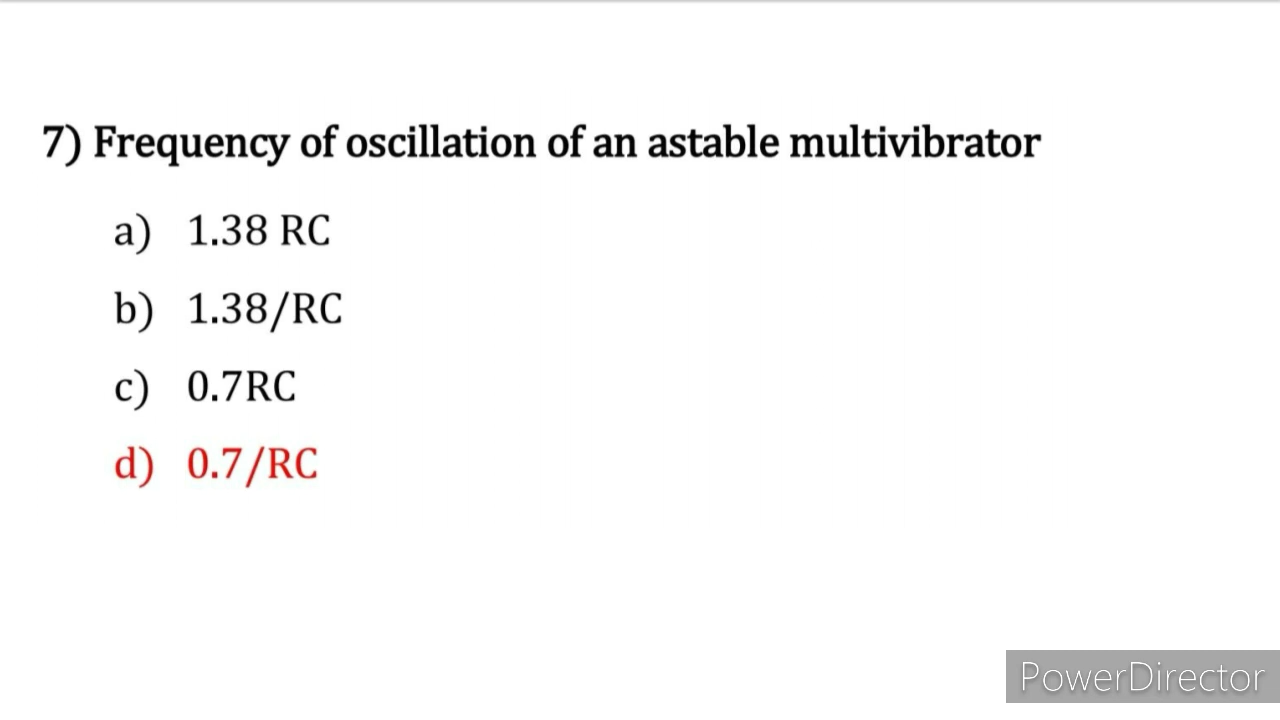 7) Frequency of oscillation of an astable multivibrator
a) 1.38 RC
b) 1.38/RC
c) 0.7RC
d) 0.7/RC
PowerDirector